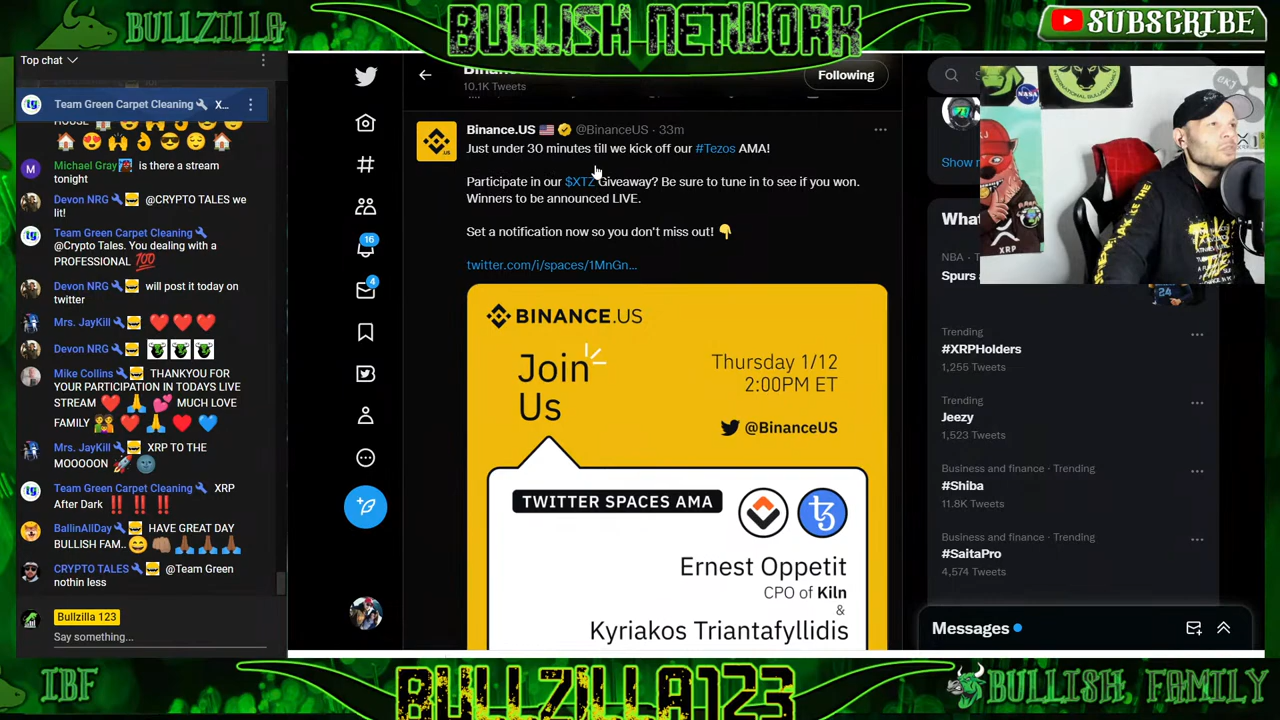 BULLZILLA
BULLISH NETWORK
SUBSCRIBE
Top chat
Team Green Carpet Cleaning X...
HOUSE
Michael Gray is there a stream
tonight
Devon NRG @CRYPTO TALES we
lit!
Team Green Carpet Cleaning
@Crypto Tales. You dealing with a
PROFESSIONAL 💯
Devon NRG will post it today on
twitter
Mrs. JayKill ❤️ ❤️ ❤️
Devon NRG
Mike Collins THANKYOU FOR
YOUR PARTICIPATION IN TODAYS LIVE
STREAM ❤️ 🙏 💞 MUCH LOVE
FAMILY
Mrs. JayKill XRP TO THE
MOOOOON 🚀 🌚
Team Green Carpet Cleaning XRP
After Dark ‼️ ‼️ ‼️
BallinAllDay HAVE GREAT DAY
BULLISH FAM..
CRYPTO TALES @Team Green
nothin less
Bullzilla 123
Say something...
16
4
10.1K Tweets
Following
Binance.US 🇺🇸 @BinanceUS · 33m
Just under 30 minutes till we kick off our #Tezos AMA!
Participate in our $XTZ Giveaway? Be sure to tune in to see if you won.
Winners to be announced LIVE.
Set a notification now so you don't miss out! 👇
twitter.com/i/spaces/1MnGn...
BINANCE.US
Join
Us
Thursday 1/12
2:00PM ET
@BinanceUS
TWITTER SPACES AMA
Ernest Oppetit
CPO of Kiln
&
Kyriakos Triantafyllidis
Show
What
NBA
Spurs
NASA
XRP
24
Trending
#XRPHolders
1,255 Tweets
Trending
Jeezy
1,523 Tweets
Business and finance · Trending
#Shiba
11.8K Tweets
Business and finance · Trending
#SaitaPro
4,574 Tweets
Messages
IBF
BULLZILLA123
BULLISH FAMILY